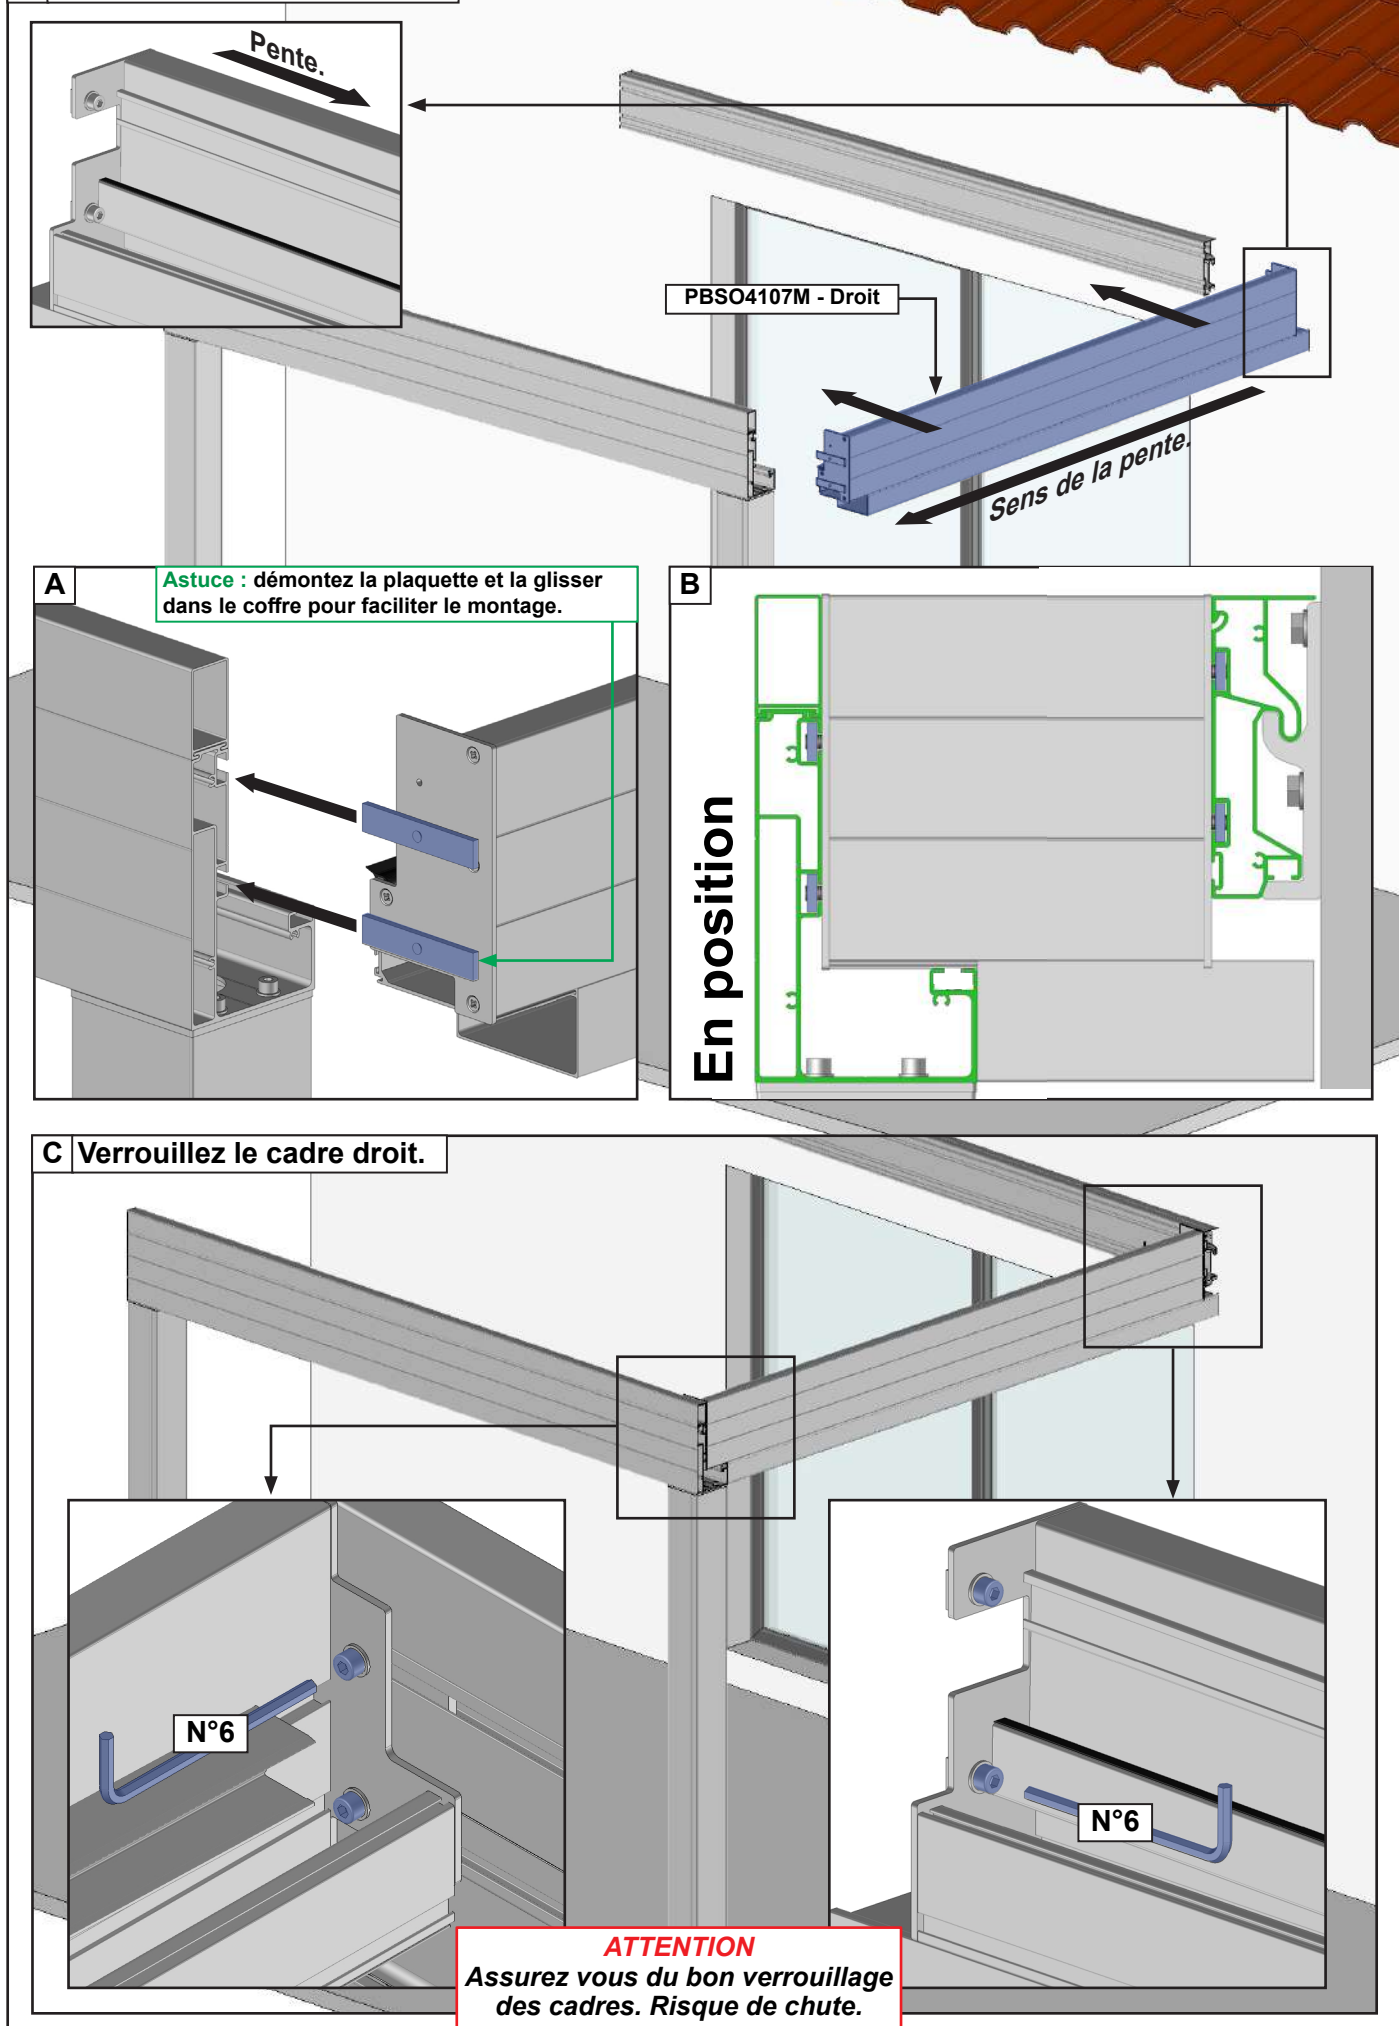 Pente.
PBSO4107M - Droit
Sens de la pente.
A
Astuce : démontez la plaquette et la glisser
dans le coffre pour faciliter le montage.
B
En position
C Verrouillez le cadre droit.
N°6
N°6
ATTENTION
Assurez vous du bon verrouillage
des cadres. Risque de chute.